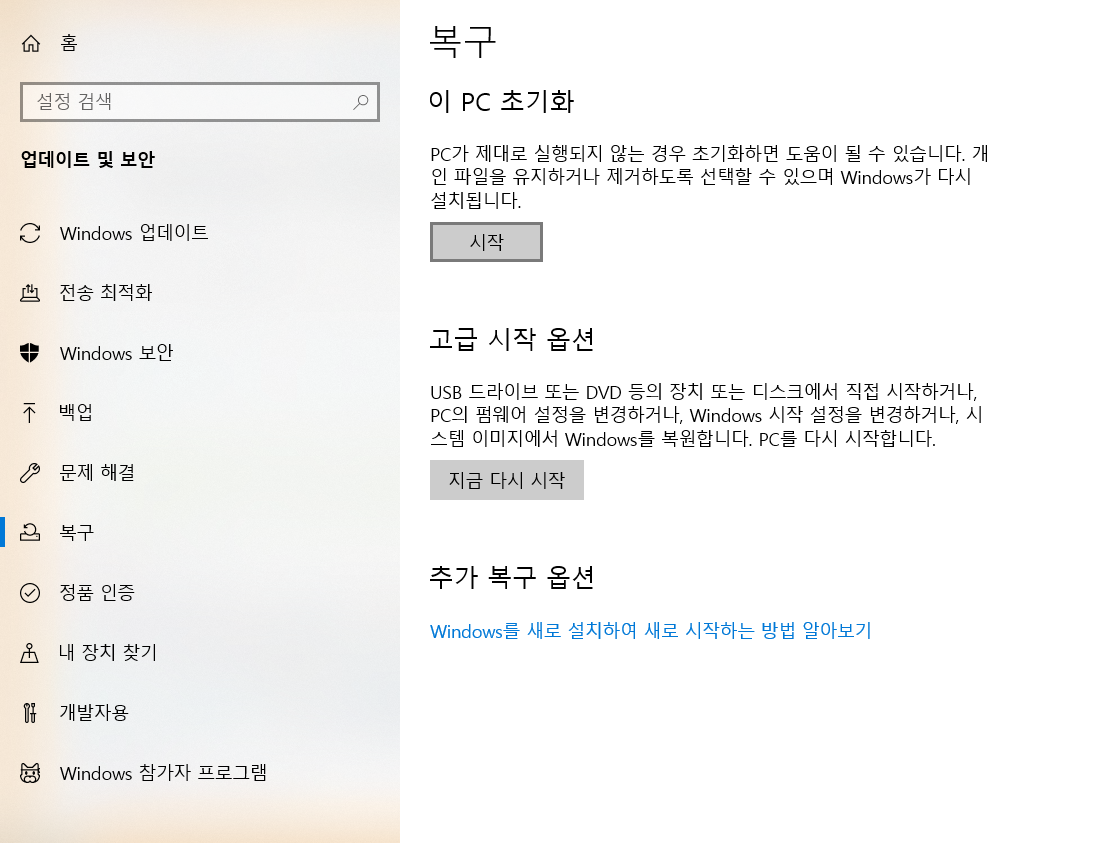 홈
설정 검색
업데이트 및 보안
Windows 업데이트
전송 최적화
Windows 보안
백업
문제 해결
복구
정품 인증
내 장치 찾기
개발자용
Windows 참가자 프로그램
복구
이 PC 초기화
PC가 제대로 실행되지 않는 경우 초기화하면 도움이 될 수 있습니다. 개
인 파일을 유지하거나 제거하도록 선택할 수 있으며 Windows가 다시
설치됩니다.
시작
고급 시작 옵션
USB 드라이브 또는 DVD 등의 장치 또는 디스크에서 직접 시작하거나,
PC의 펌웨어 설정을 변경하거나, Windows 시작 설정을 변경하거나, 시
스템 이미지에서 Windows를 복원합니다. PC를 다시 시작합니다.
지금 다시 시작
추가 복구 옵션
Windows를 새로 설치하여 새로 시작하는 방법 알아보기